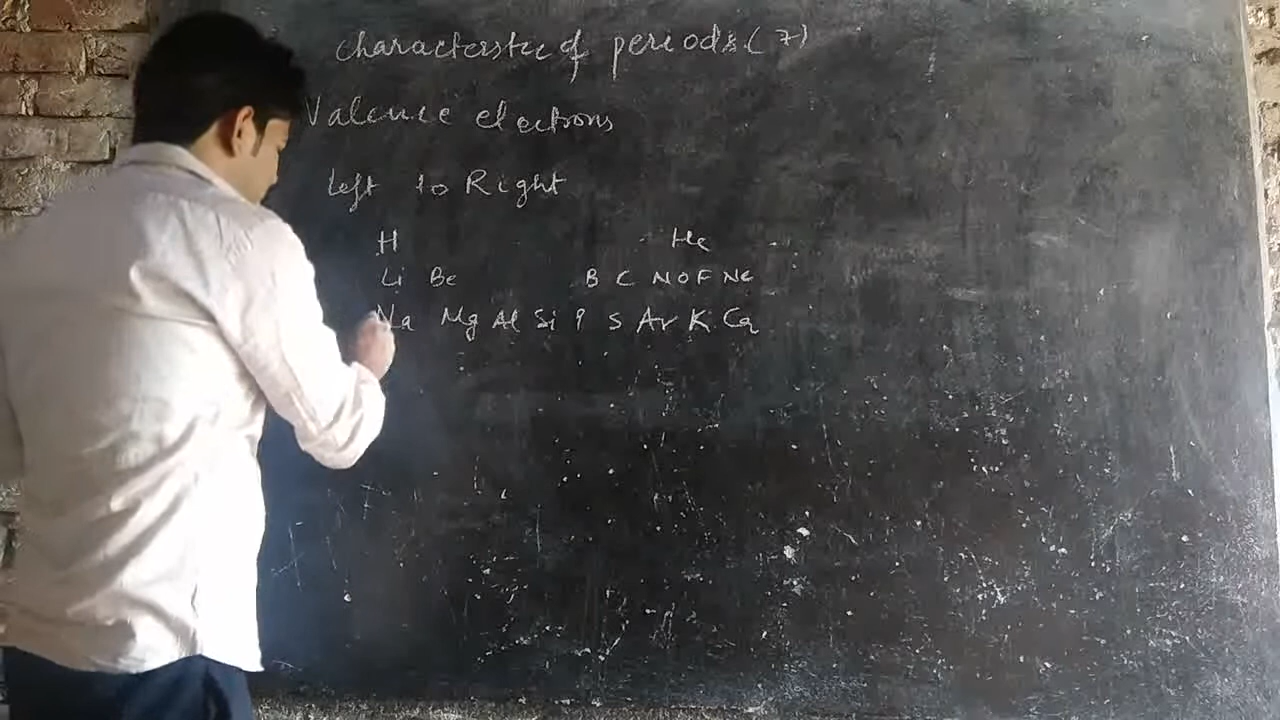 characterstic of periods (7)
Valence electrons
left to Right
H He
Li Be B C N O F Ne
Na Mg Al Si P S Ar K Ca